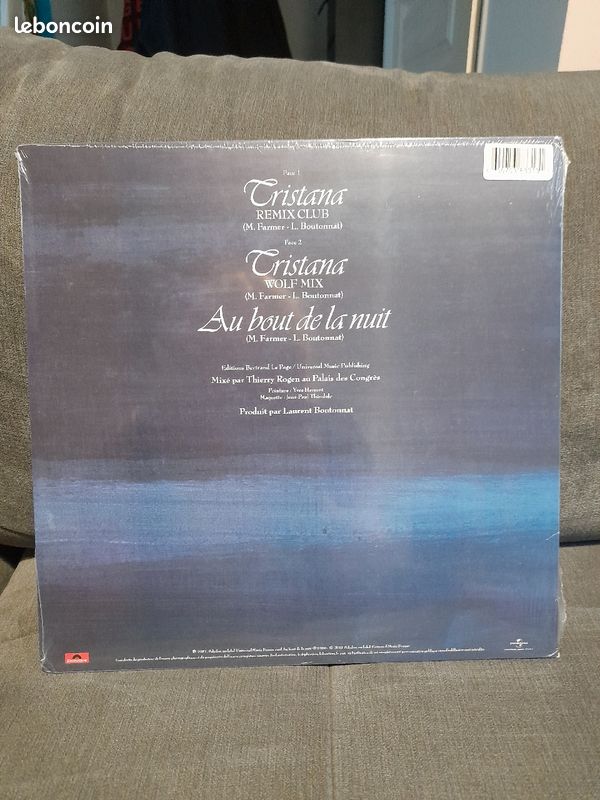 leboncoin
Face 1
Tristana
REMIX CLUB
(M. Farmer - L. Boutonnat)
Face 2
Tristana
WOLF MIX
(M. Farmer - L. Boutonnat)
Au bout de la nuit
(M. Farmer - L. Boutonnat)
Editions Bertrand Le Page / Universal Music Publishing
Mixé par Thierry Rogen au Palais des Congrès
Peinture : Yves
Maquette : Jean-Paul Théodule
Produit par Laurent Boutonnat